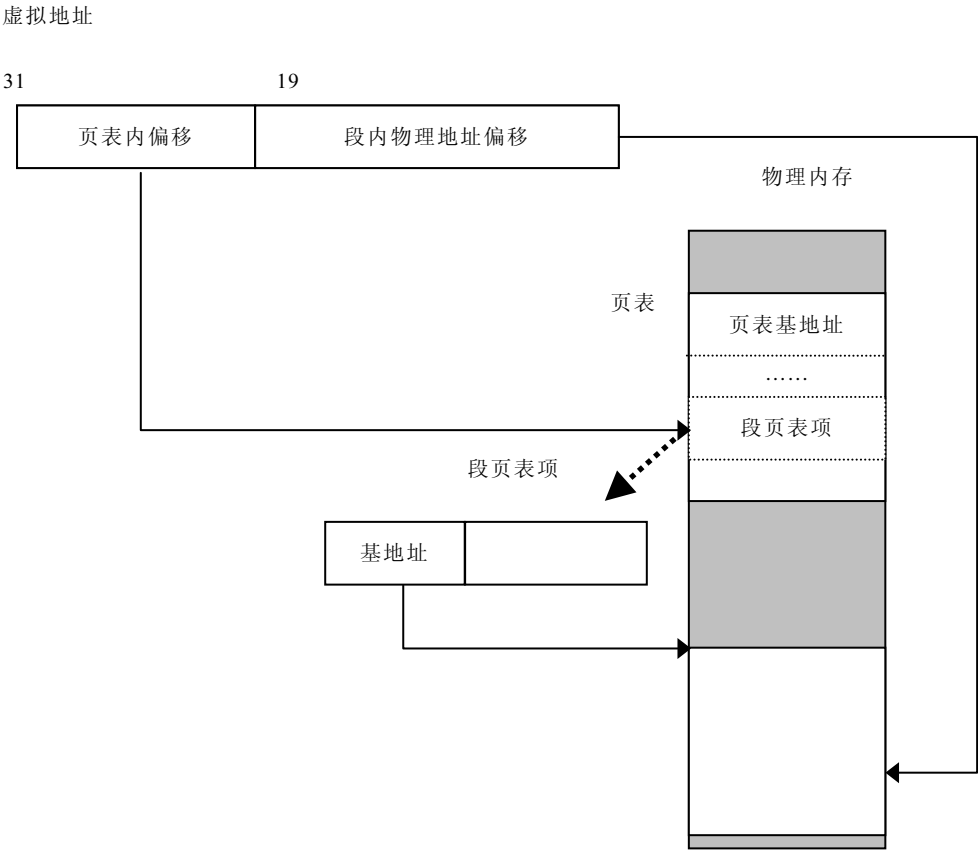 虚拟地址
31 19
页表内偏移 段内物理地址偏移
物理内存
页表
页表基地址
……
段页表项
段页表项
基地址